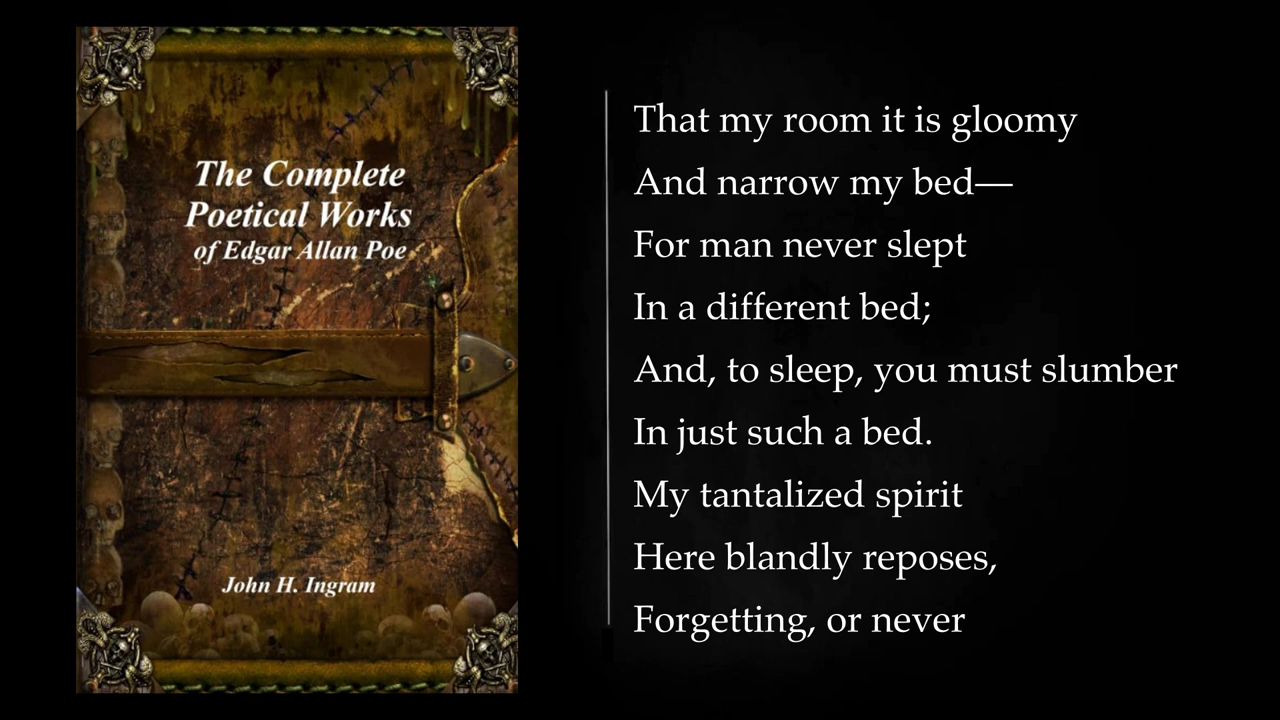 The Complete
Poetical Works
of Edgar Allan Poe
John H. Ingram
That my room it is gloomy
And narrow my bed—
For man never slept
In a different bed;
And, to sleep, you must slumber
In just such a bed.
My tantalized spirit
Here blandly reposes,
Forgetting, or never